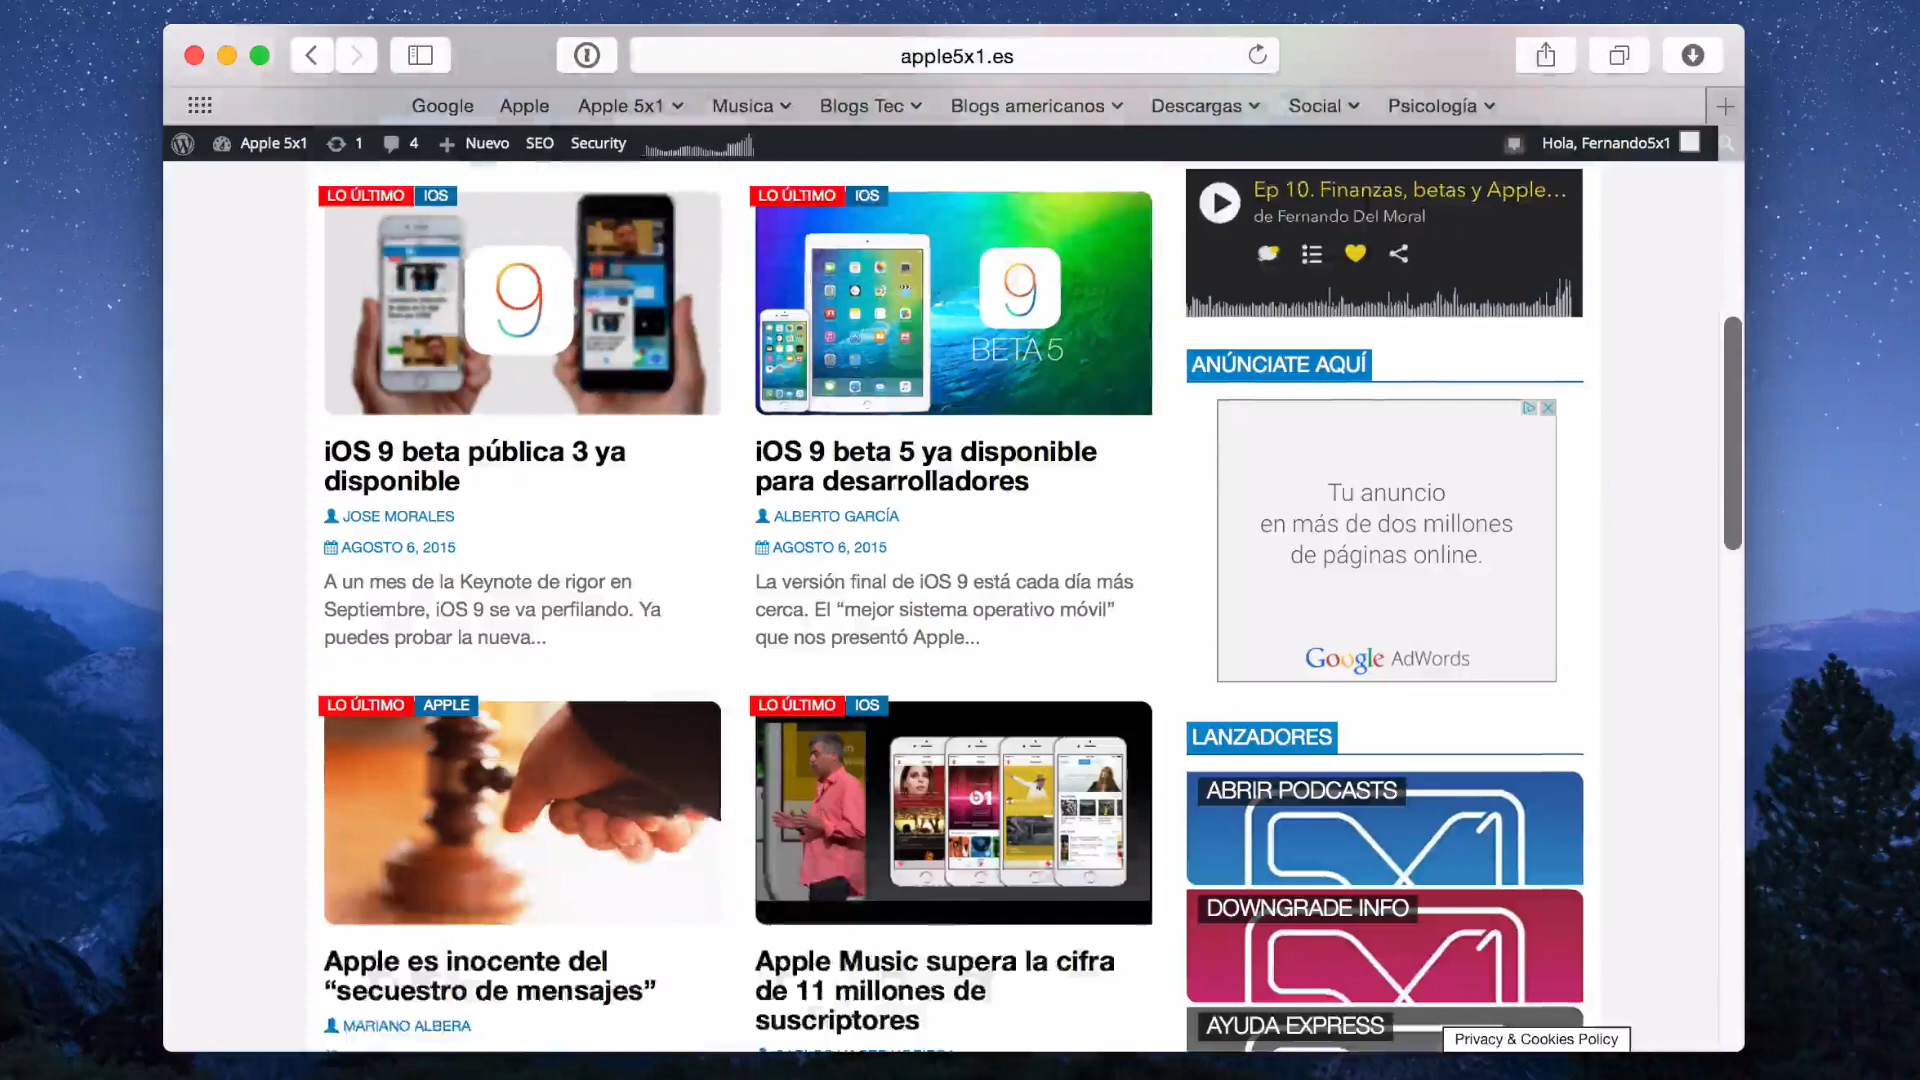 apple5x1.es
Google Apple Apple 5x1 Musica Blogs Tec Blogs americanos Descargas Social Psicología
Apple 5x1 1 4 Nuevo SEO Security Hola, Fernando5x1
LO ÚLTIMO IOS
9
iOS 9 beta pública 3 ya
disponible
JOSE MORALES
AGOSTO 6, 2015
A un mes de la Keynote de rigor en
Septiembre, iOS 9 se va perfilando. Ya
puedes probar la nueva...
LO ÚLTIMO IOS
9
BETA 5
iOS 9 beta 5 ya disponible
para desarrolladores
ALBERTO GARCÍA
AGOSTO 6, 2015
La versión final de iOS 9 está cada día más
cerca. El “mejor sistema operativo móvil”
que nos presentó Apple...
LO ÚLTIMO APPLE
Apple es inocente del
“secuestro de mensajes”
MARIANO ALBERA
LO ÚLTIMO IOS
Apple Music supera la cifra
de 11 millones de
suscriptores
Ep 10. Finanzas, betas y Apple...
de Fernando Del Moral
ANÚNCIATE AQUÍ
Tu anuncio
en más de dos millones
de páginas online.
Google AdWords
LANZADORES
ABRIR PODCASTS
DOWNGRADE INFO
AYUDA EXPRESS
Privacy & Cookies Policy